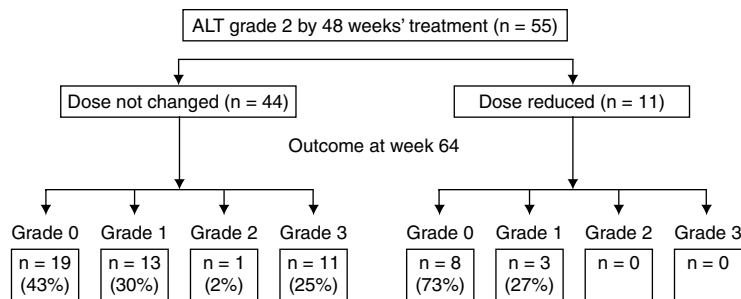 ALT grade 2 by 48 weeks' treatment (n = 55)
Dose not changed (n = 44)
Dose reduced (n = 11)
Outcome at week 64
Grade 0 Grade 1 Grade 2 Grade 3 Grade 0 Grade 1 Grade 2 Grade 3
n = 19 n = 13 n = 1 n = 11 n = 8 n = 3 n = 0 n = 0
(43%) (30%) (2%) (25%) (73%) (27%)